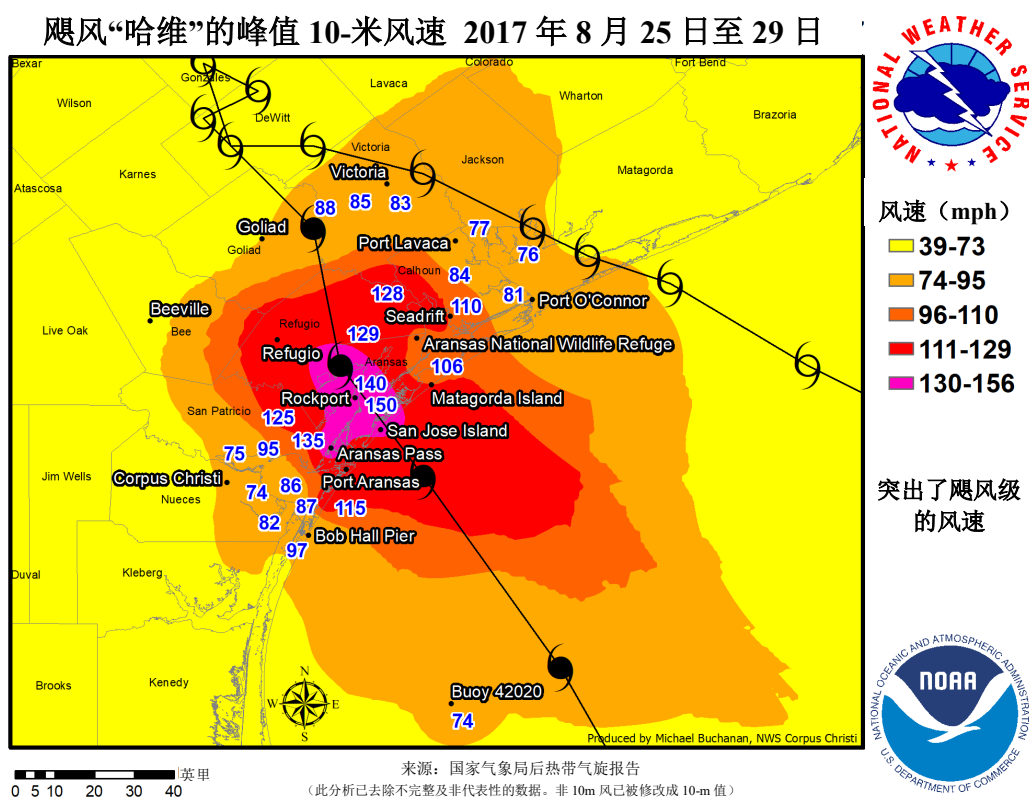 飓风“哈维”的峰值 10-米风速 2017 年 8 月 25 日至 29 日
NATIONAL WEATHER SERVICE
Bexar
Gonzales
Colorado
Fort Bend
Lavaca
Wilson
Wharton
DeWitt
Brazoria
Victoria
Jackson
Karnes
Victoria
Matagorda
Atascosa
88
85
83
风速（mph）
Goliad
77
39-73
Goliad
Port Lavaca
76
74-95
Calhoun
84
128
81
Port O'Connor
96-110
Beeville
110
Seadrift
Bee
Live Oak
Refugio
129
Aransas National Wildlife Refuge
111-129
Refugio
Aransas
106
140
130-156
Rockport
150
Matagorda Island
San Patricio
125
San Jose Island
135
95
75
Aransas Pass
Jim Wells
Corpus Christi
Port Aransas
86
74
突出了飓风级
的风速
Nueces
87
115
82
Bob Hall Pier
97
Duval
Kleberg
Brooks
Kenedy
N
W
E
S
Buoy 42020
74
Produced by Michael Buchanan, NWS Corpus Christi
NATIONAL OCEANIC AND ATMOSPHERIC ADMINISTRATION
NOAA
U.S. DEPARTMENT OF COMMERCE
英里
0 5 10 20 30 40
来源：国家气象局后热带气旋报告
（此分析已去除不完整及非代表性的数据。非 10m 风已被修改成 10-m 值）